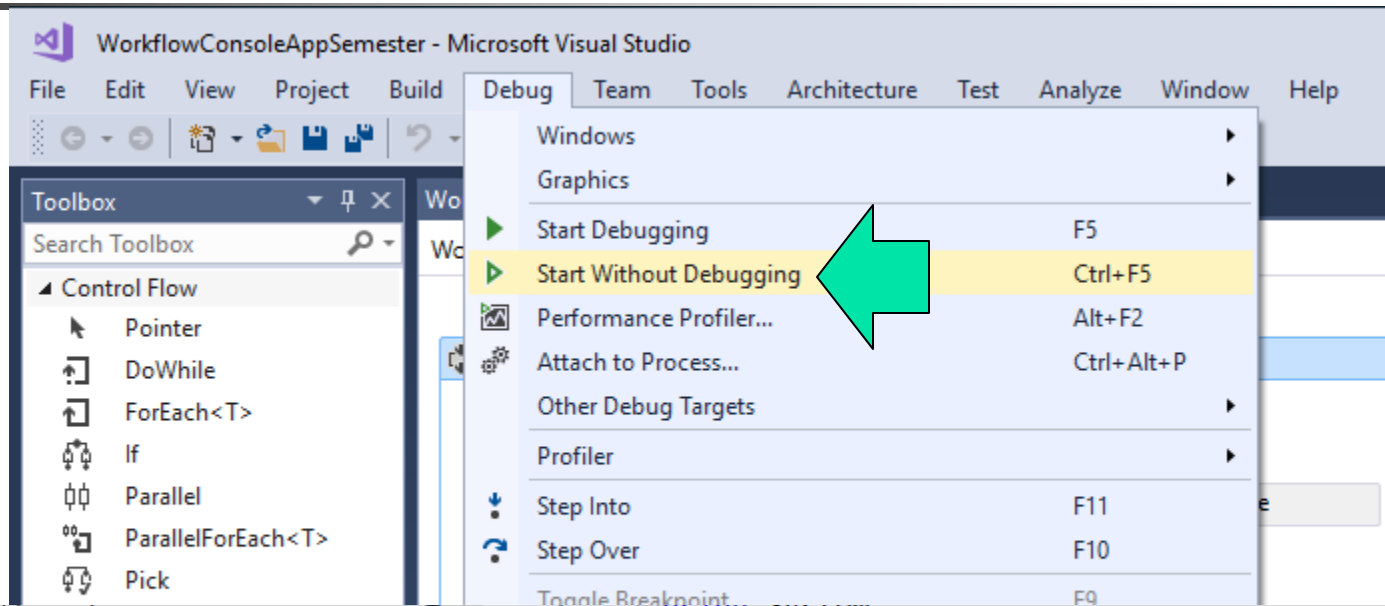 WorkflowConsoleAppSemester - Microsoft Visual Studio
File Edit View Project Build Debug Team Tools Architecture Test Analyze Window Help
Toolbox
Search Toolbox
Control Flow
Pointer
DoWhile
ForEach<T>
If
Parallel
ParallelForEach<T>
Pick
Wo
Wo
Windows
Graphics
Start Debugging F5
Start Without Debugging Ctrl+F5
Performance Profiler... Alt+F2
Attach to Process... Ctrl+Alt+P
Other Debug Targets
Profiler
Step Into F11
Step Over F10
Toggle Breakpoint F9
e